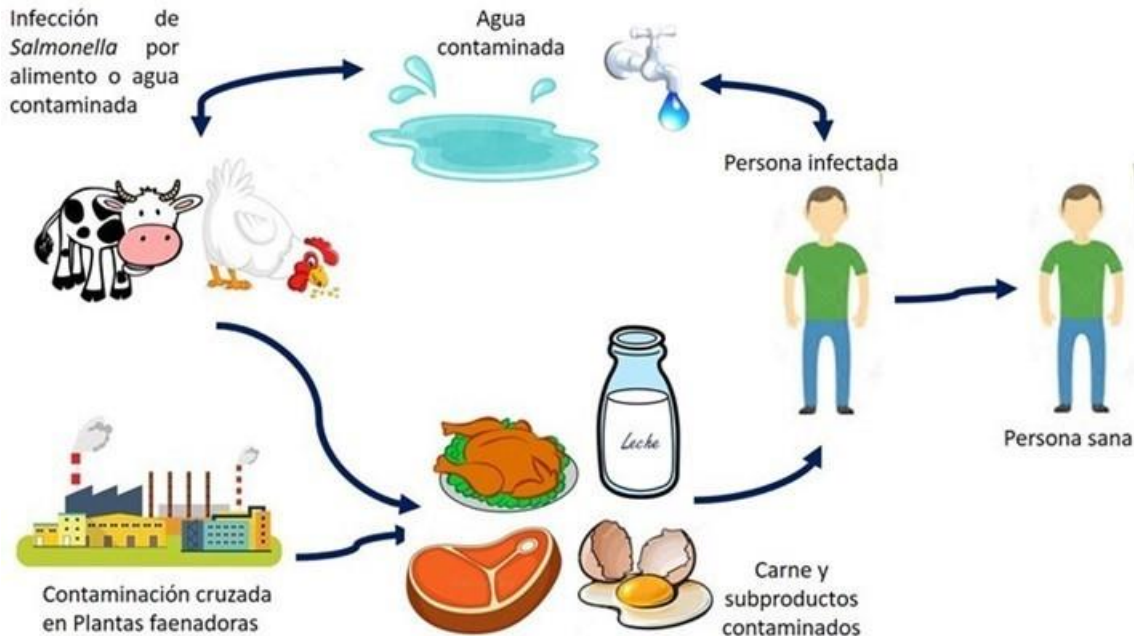 Infección de
Salmonella por
alimento o agua
contaminada
Agua
contaminada
Persona infectada
Persona sana
Leche
Contaminación cruzada
en Plantas faenadoras
Carne y
subproductos
contaminados